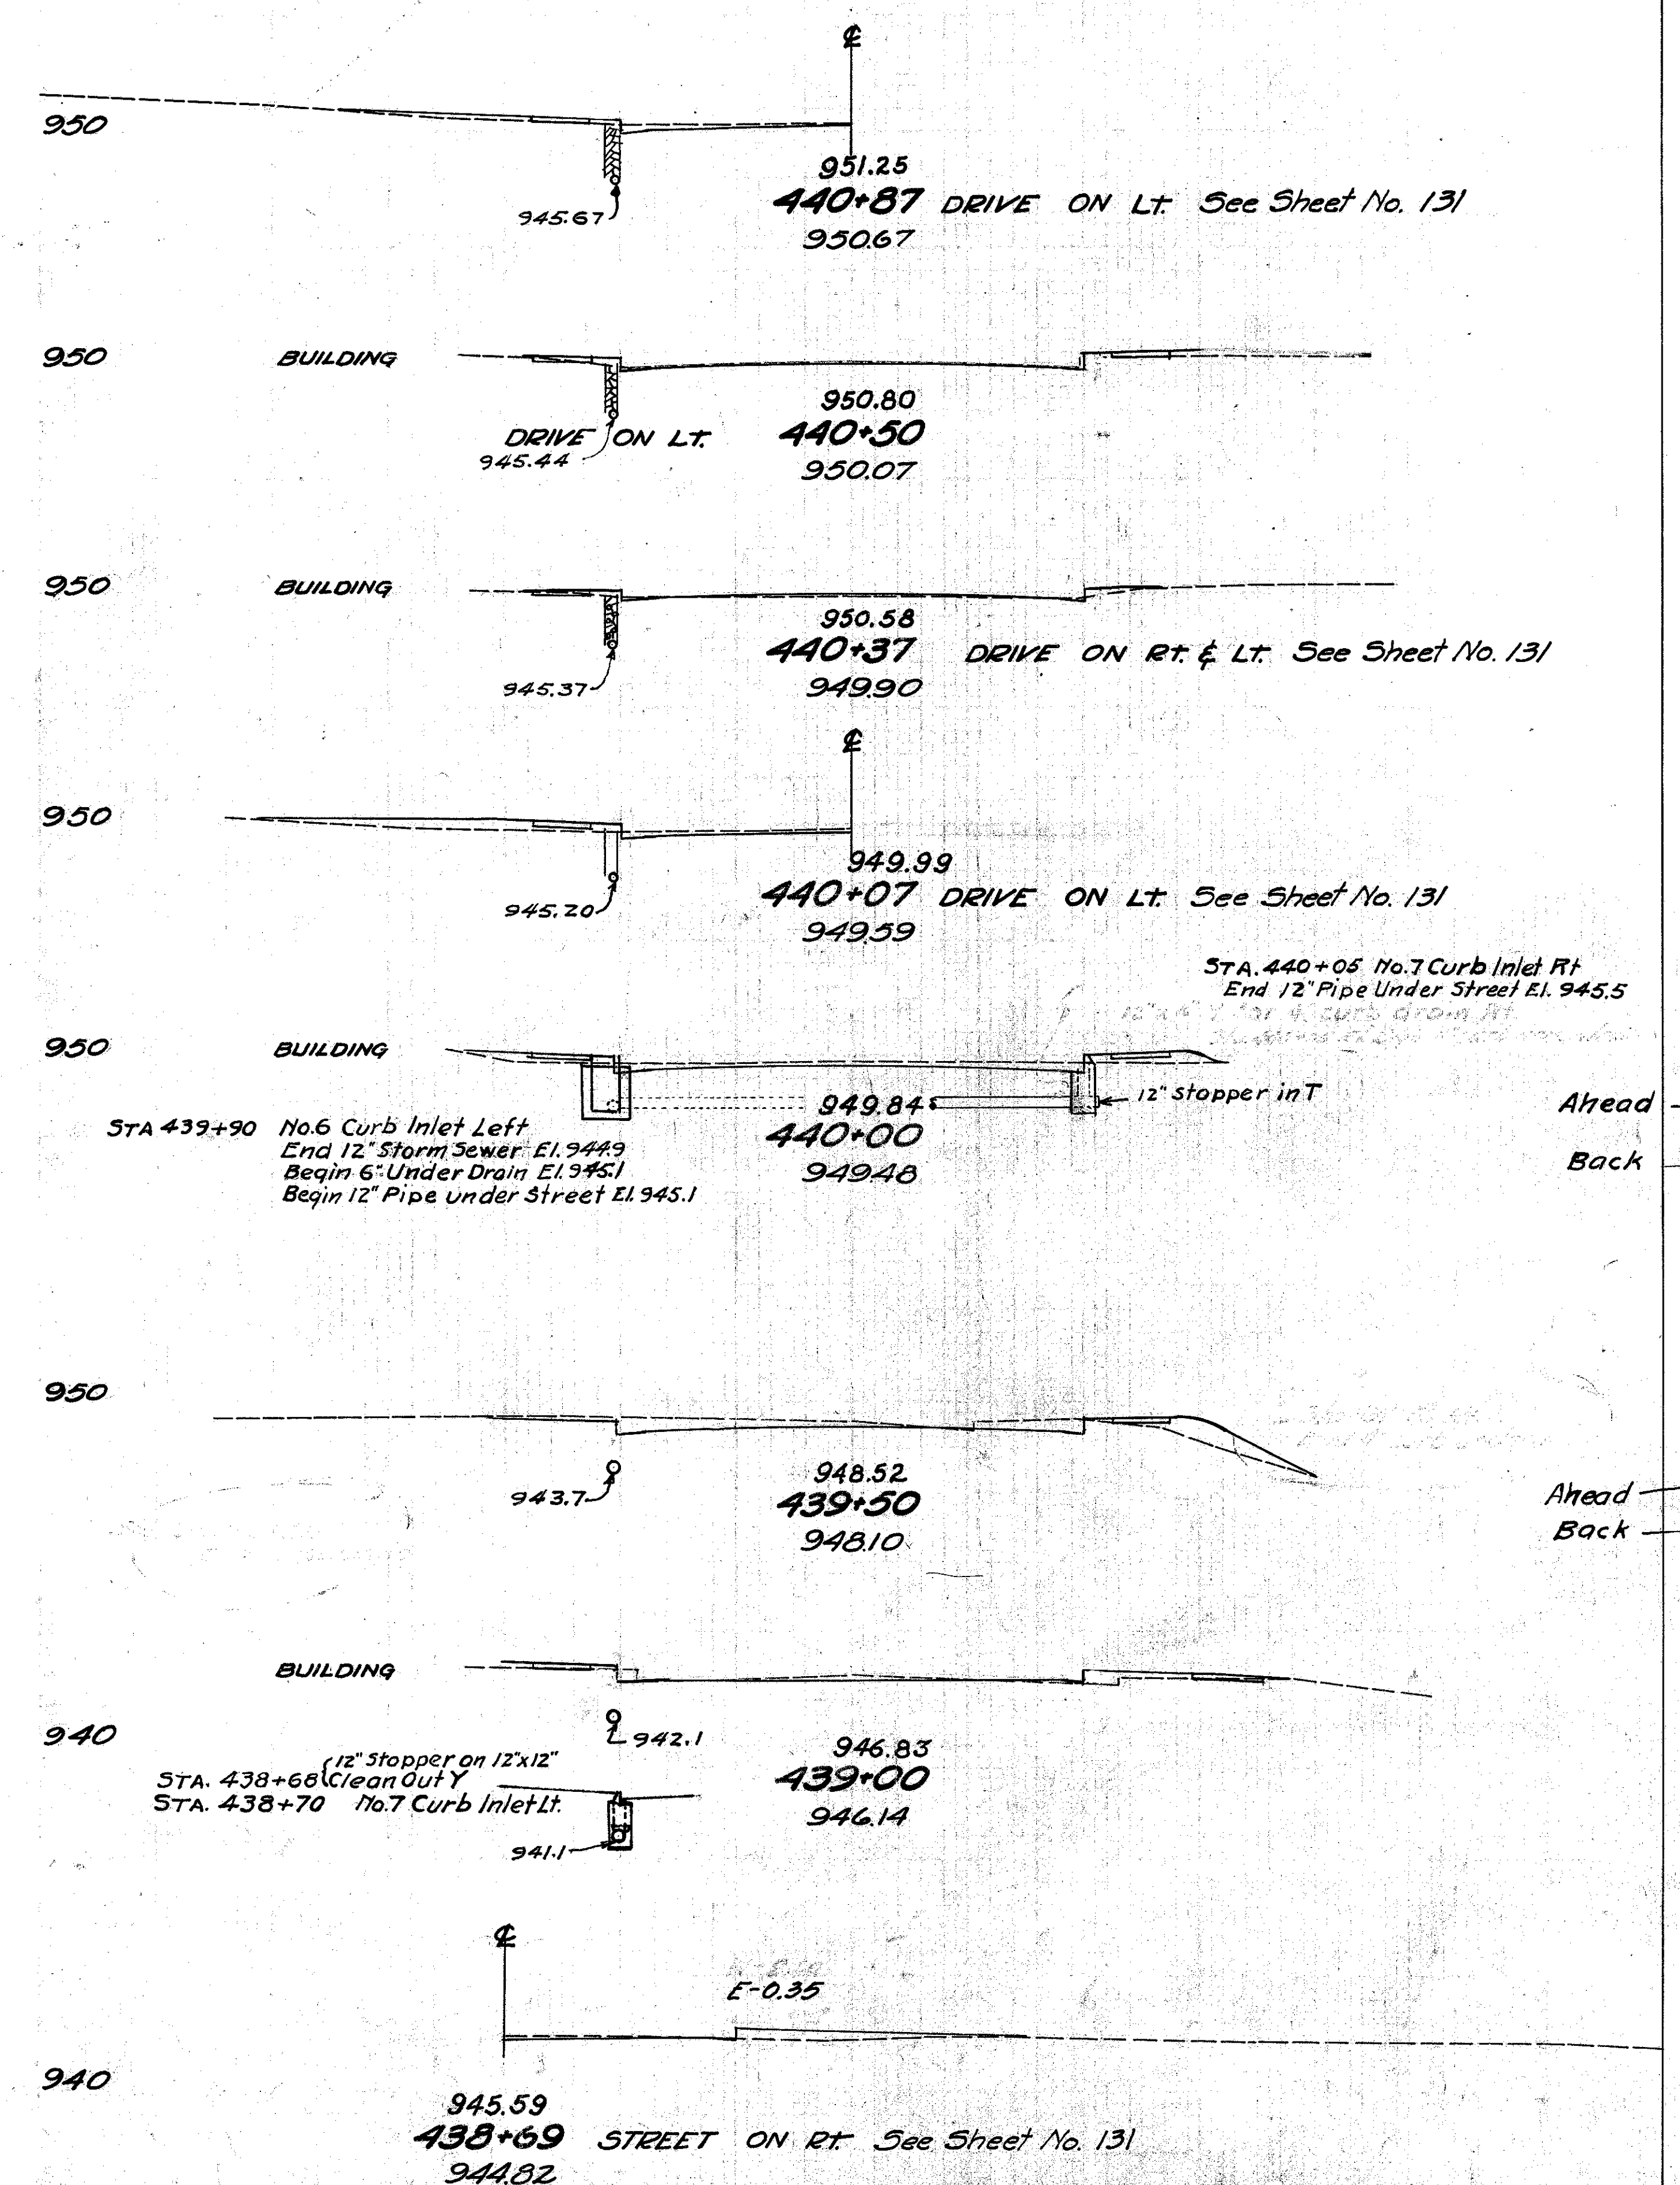 ℄
950
951.25
440+87 DRIVE ON LT. See Sheet No. 131
945.67
950.67
950 BUILDING
950.80
DRIVE ON LT. 440+50
945.44
950.07
950 BUILDING
950.58
440+37 DRIVE ON RT. & LT. See Sheet No. 131
945.37
949.90
℄
950
949.99
440+07 DRIVE ON LT. See Sheet No. 131
945.20
949.59
STA. 440+05 No.7 Curb Inlet Rt
End 12" Pipe Under Street El. 945.5
950 BUILDING
12" stopper in T
949.84
Ahead
STA 439+90 No.6 Curb Inlet Left
440+00
End 12" Storm Sewer El. 944.9
Back
Begin 6" Under Drain El. 945.1
949.48
Begin 12" Pipe under Street El. 945.1
950
948.52
943.7
439+50
Ahead
948.10
Back
BUILDING
940
942.1
946.83
12" Stopper on 12"x12"
STA. 438+68 Clean Out Y
439+00
STA. 438+70 No.7 Curb Inlet Lt.
946.14
941.1
℄
E-0.35
940
945.59
438+69 STREET ON RT. See Sheet No. 131
944.82